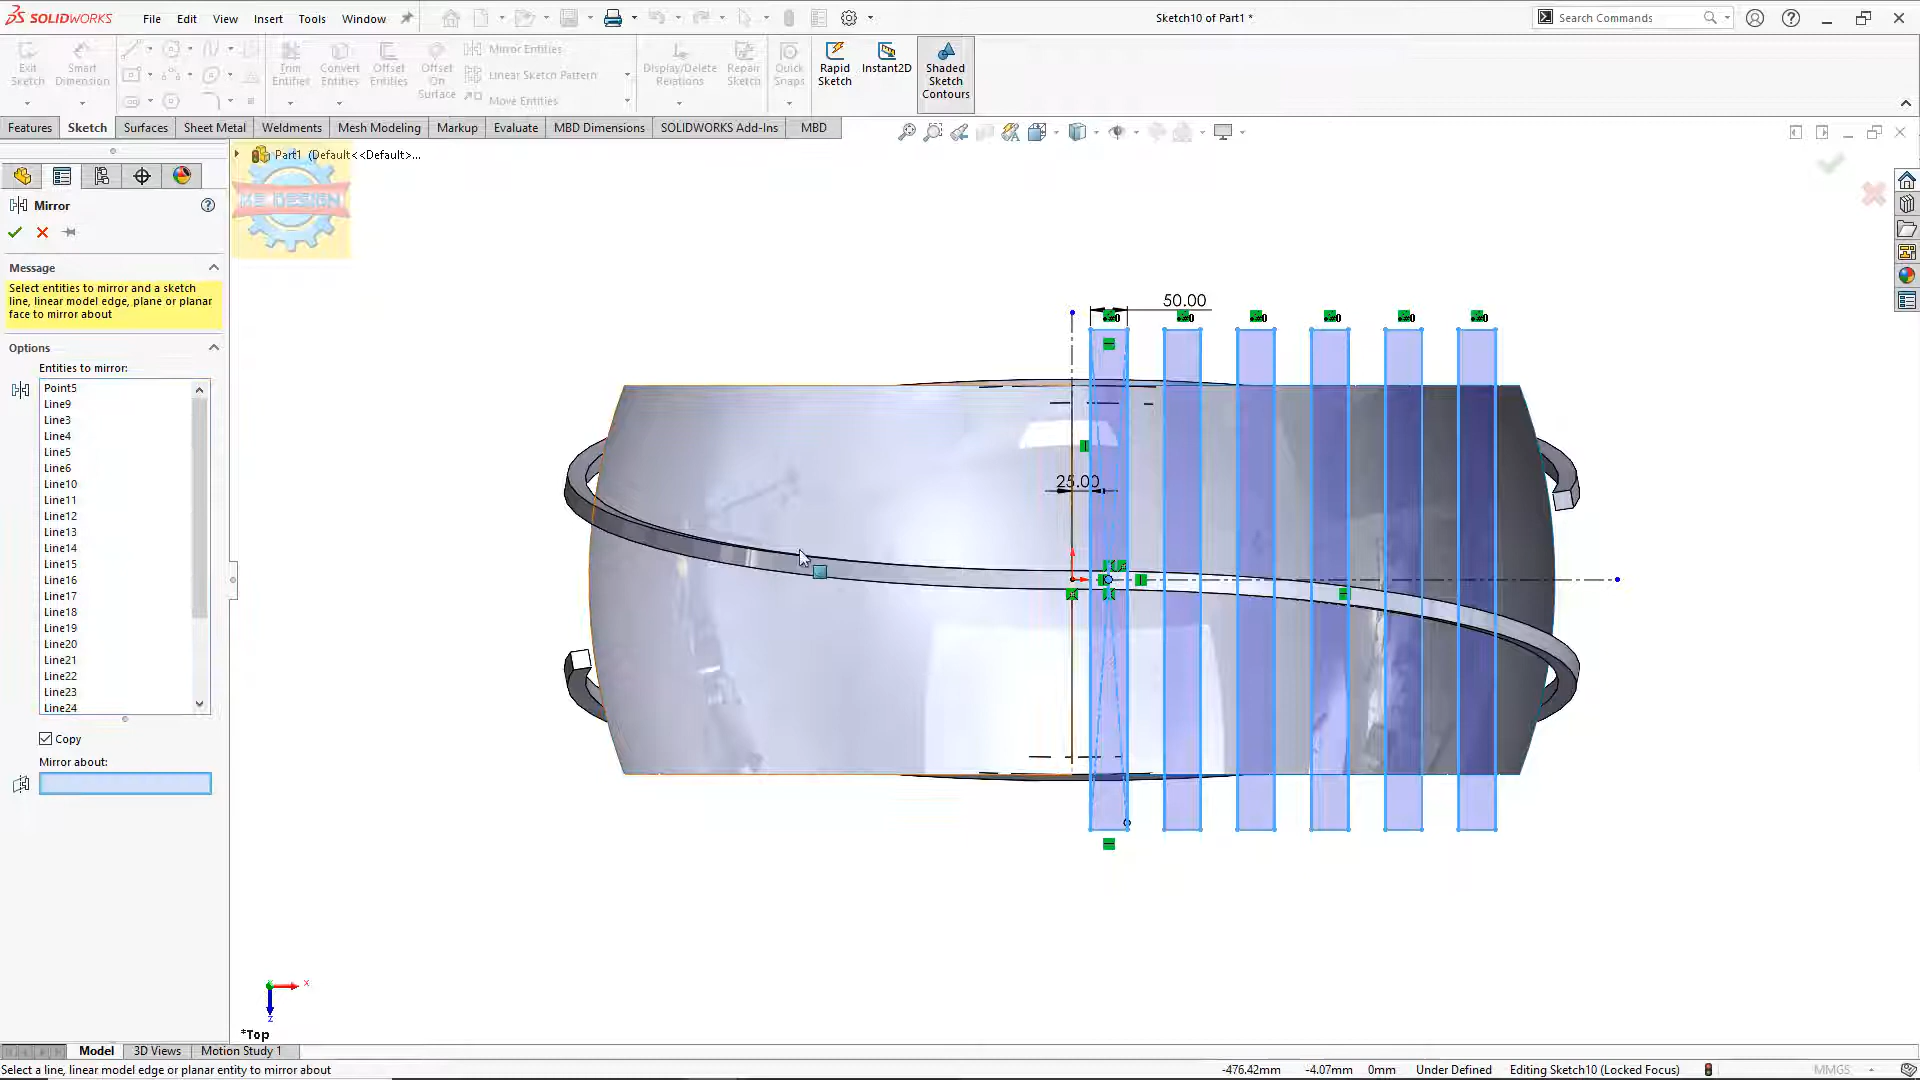 SOLIDWORKS
File Edit View Insert Tools Window
Sketch10 of Part1 *
Search Commands
Exit Sketch
Smart Dimension
Trim Entities
Convert Entities
Offset Entities
Offset On Surface
Mirror Entities
Linear Sketch Pattern
Move Entities
Display/Delete Relations
Repair Sketch
Quick Snaps
Rapid Sketch
Instant2D
Shaded Sketch Contours
Features Sketch Surfaces Sheet Metal Weldments Mesh Modeling Markup Evaluate MBD Dimensions SOLIDWORKS Add-Ins MBD
Part1 (Default<<Default>...
Mirror
Message
Select entities to mirror and a sketch
line, linear model edge, plane or planar
face to mirror about
Options
Entities to mirror:
Point5
Line9
Line3
Line4
Line5
Line6
Line10
Line11
Line12
Line13
Line14
Line15
Line16
Line17
Line18
Line19
Line20
Line21
Line22
Line23
Line24
Copy
Mirror about:
50.00
25.00
x
z
*Top
Model 3D Views Motion Study 1
Select a line, linear model edge or planar entity to mirror about
-476.42mm -4.07mm 0mm Under Defined Editing Sketch10 (Locked Focus) MMGS